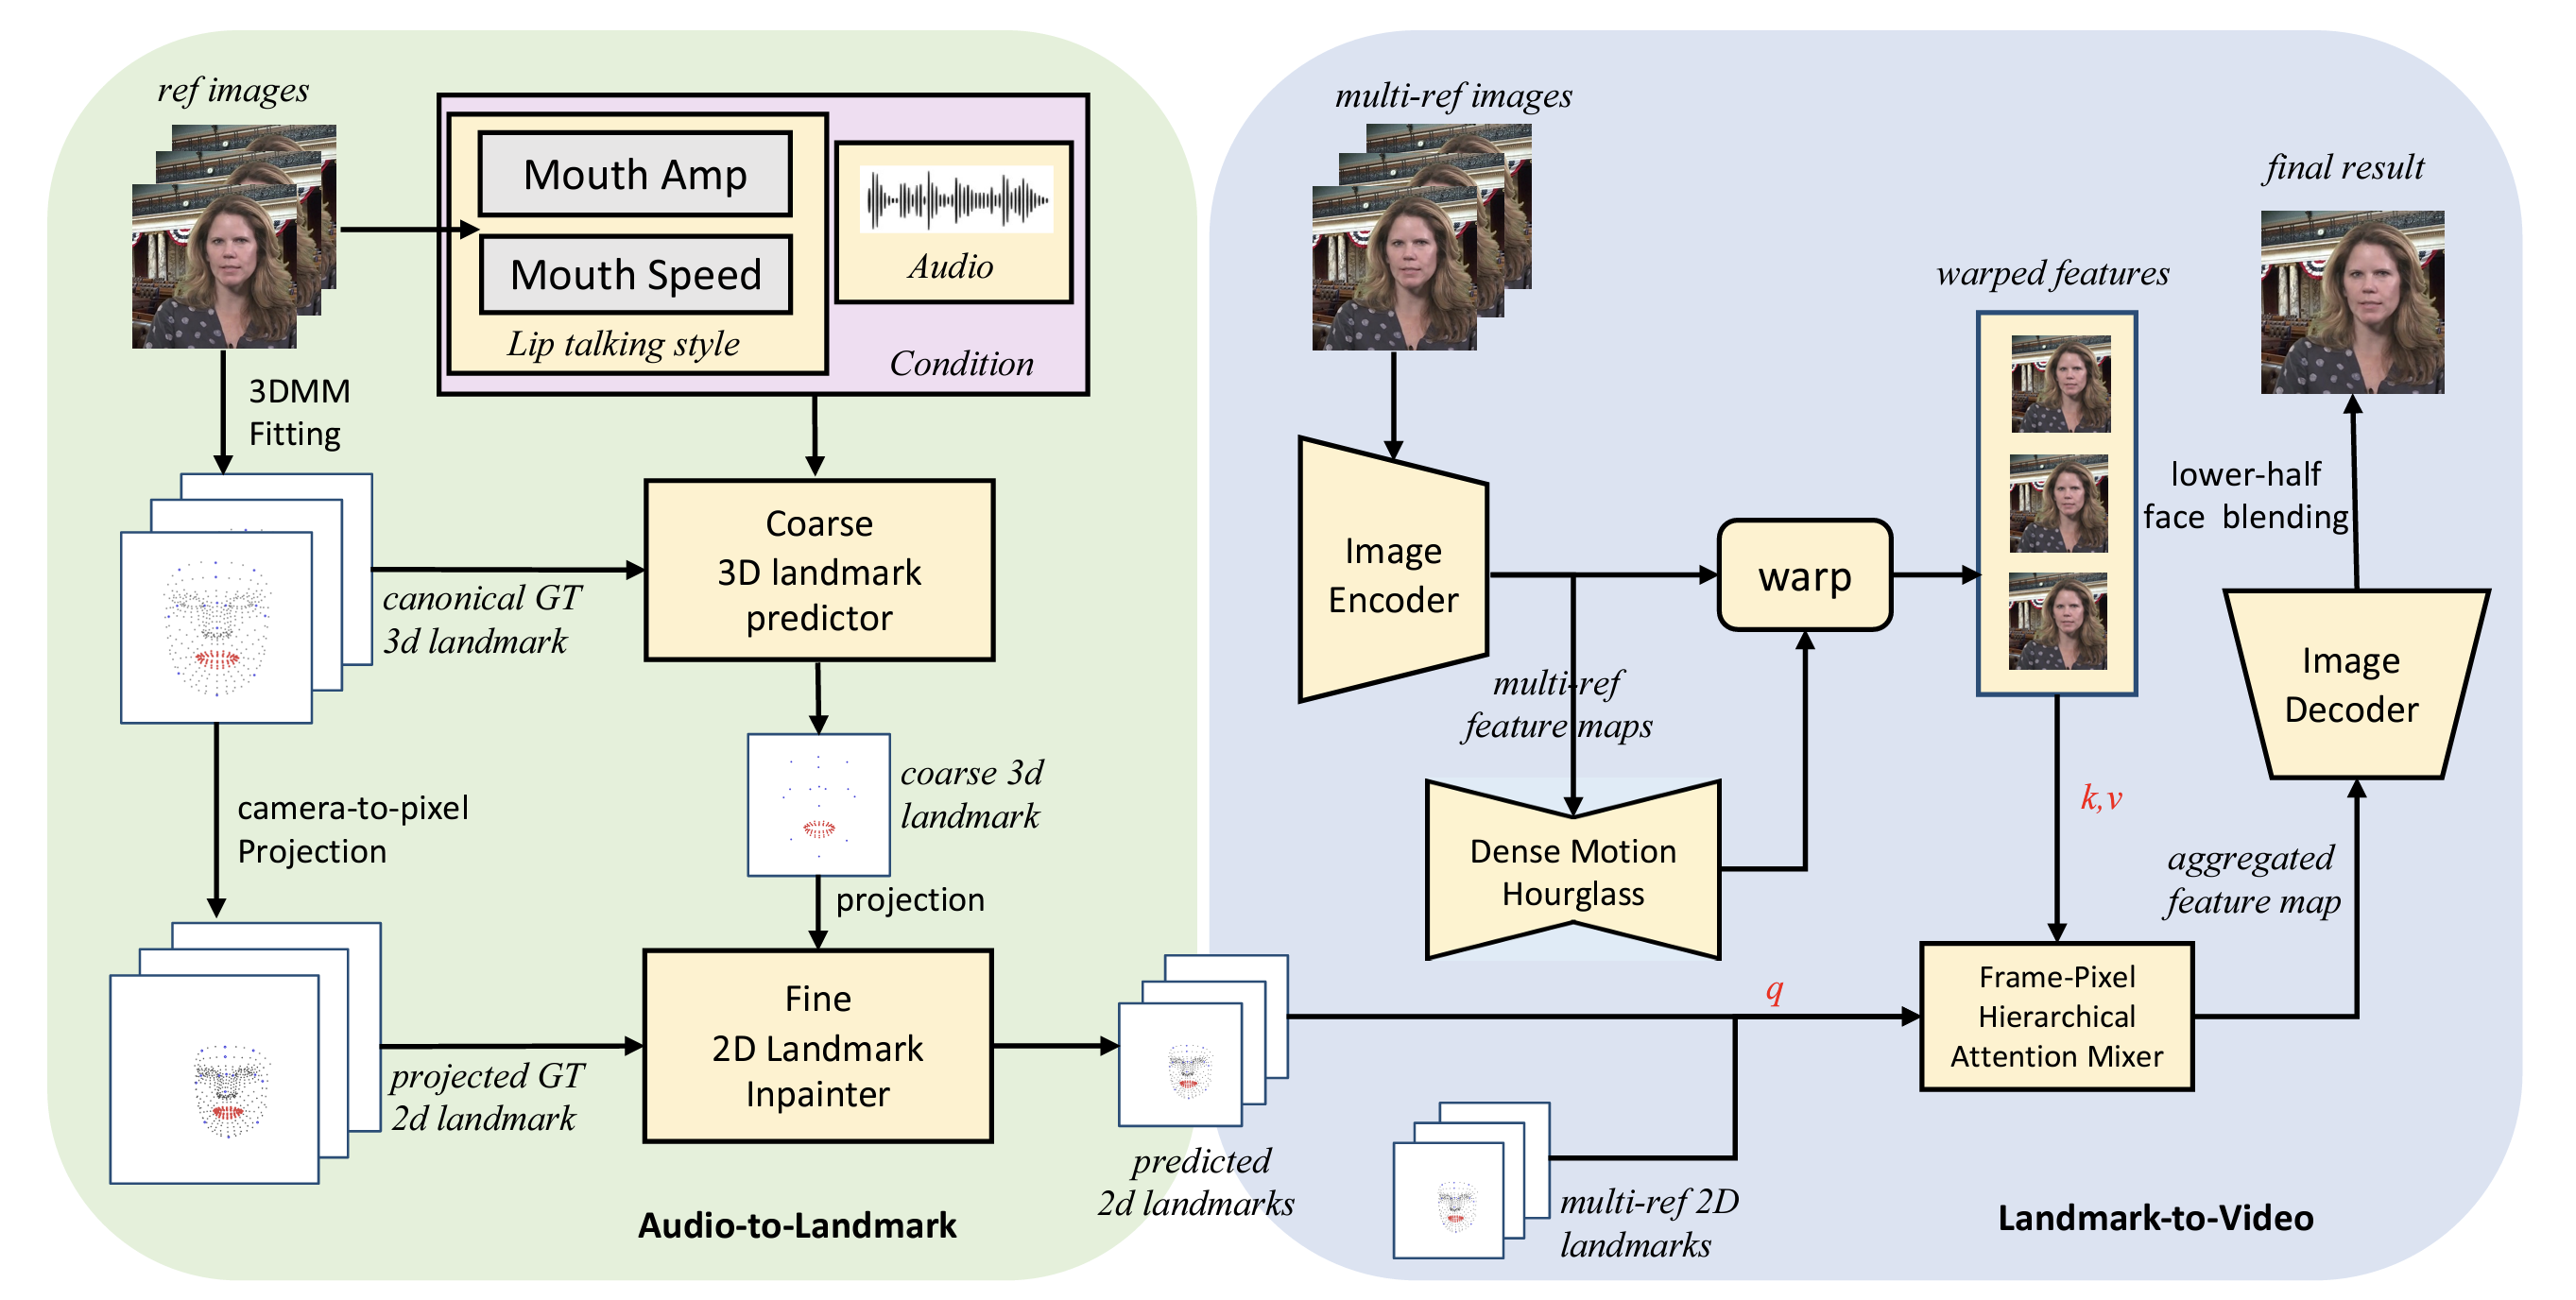 ref images
Mouth Amp
Mouth Speed
Lip talking style
Audio
Condition
3DMM
Fitting
canonical GT
3d landmark
Coarse
3D landmark
predictor
coarse 3d
landmark
camera-to-pixel
Projection
projection
projected GT
2d landmark
Fine
2D Landmark
Inpainter
predicted
2d landmarks
Audio-to-Landmark
multi-ref images
Image
Encoder
multi-ref
feature maps
warp
Dense Motion
Hourglass
warped features
k,v
q
multi-ref 2D
landmarks
Frame-Pixel
Hierarchical
Attention Mixer
aggregated
feature map
Image
Decoder
lower-half
face blending
final result
Landmark-to-Video